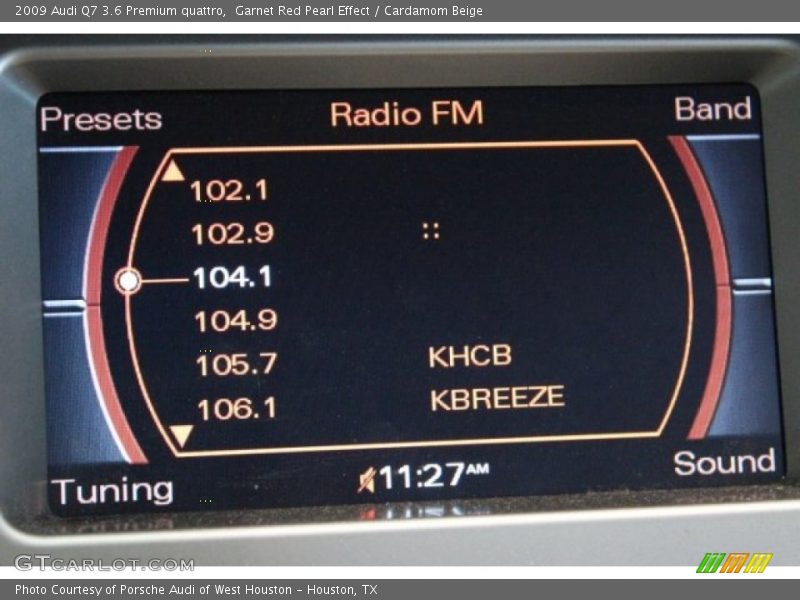 2009 Audi Q7 3.6 Premium quattro,  Garnet Red Pearl Effect / Cardamom Beige
Presets Radio FM Band
102.1
102.9 ::
104.1
104.9
105.7 KHCB
106.1 KBREEZE
Tuning 11:27AM Sound
GTCARLOT.COM
Photo Courtesy of Porsche Audi of West Houston - Houston, TX